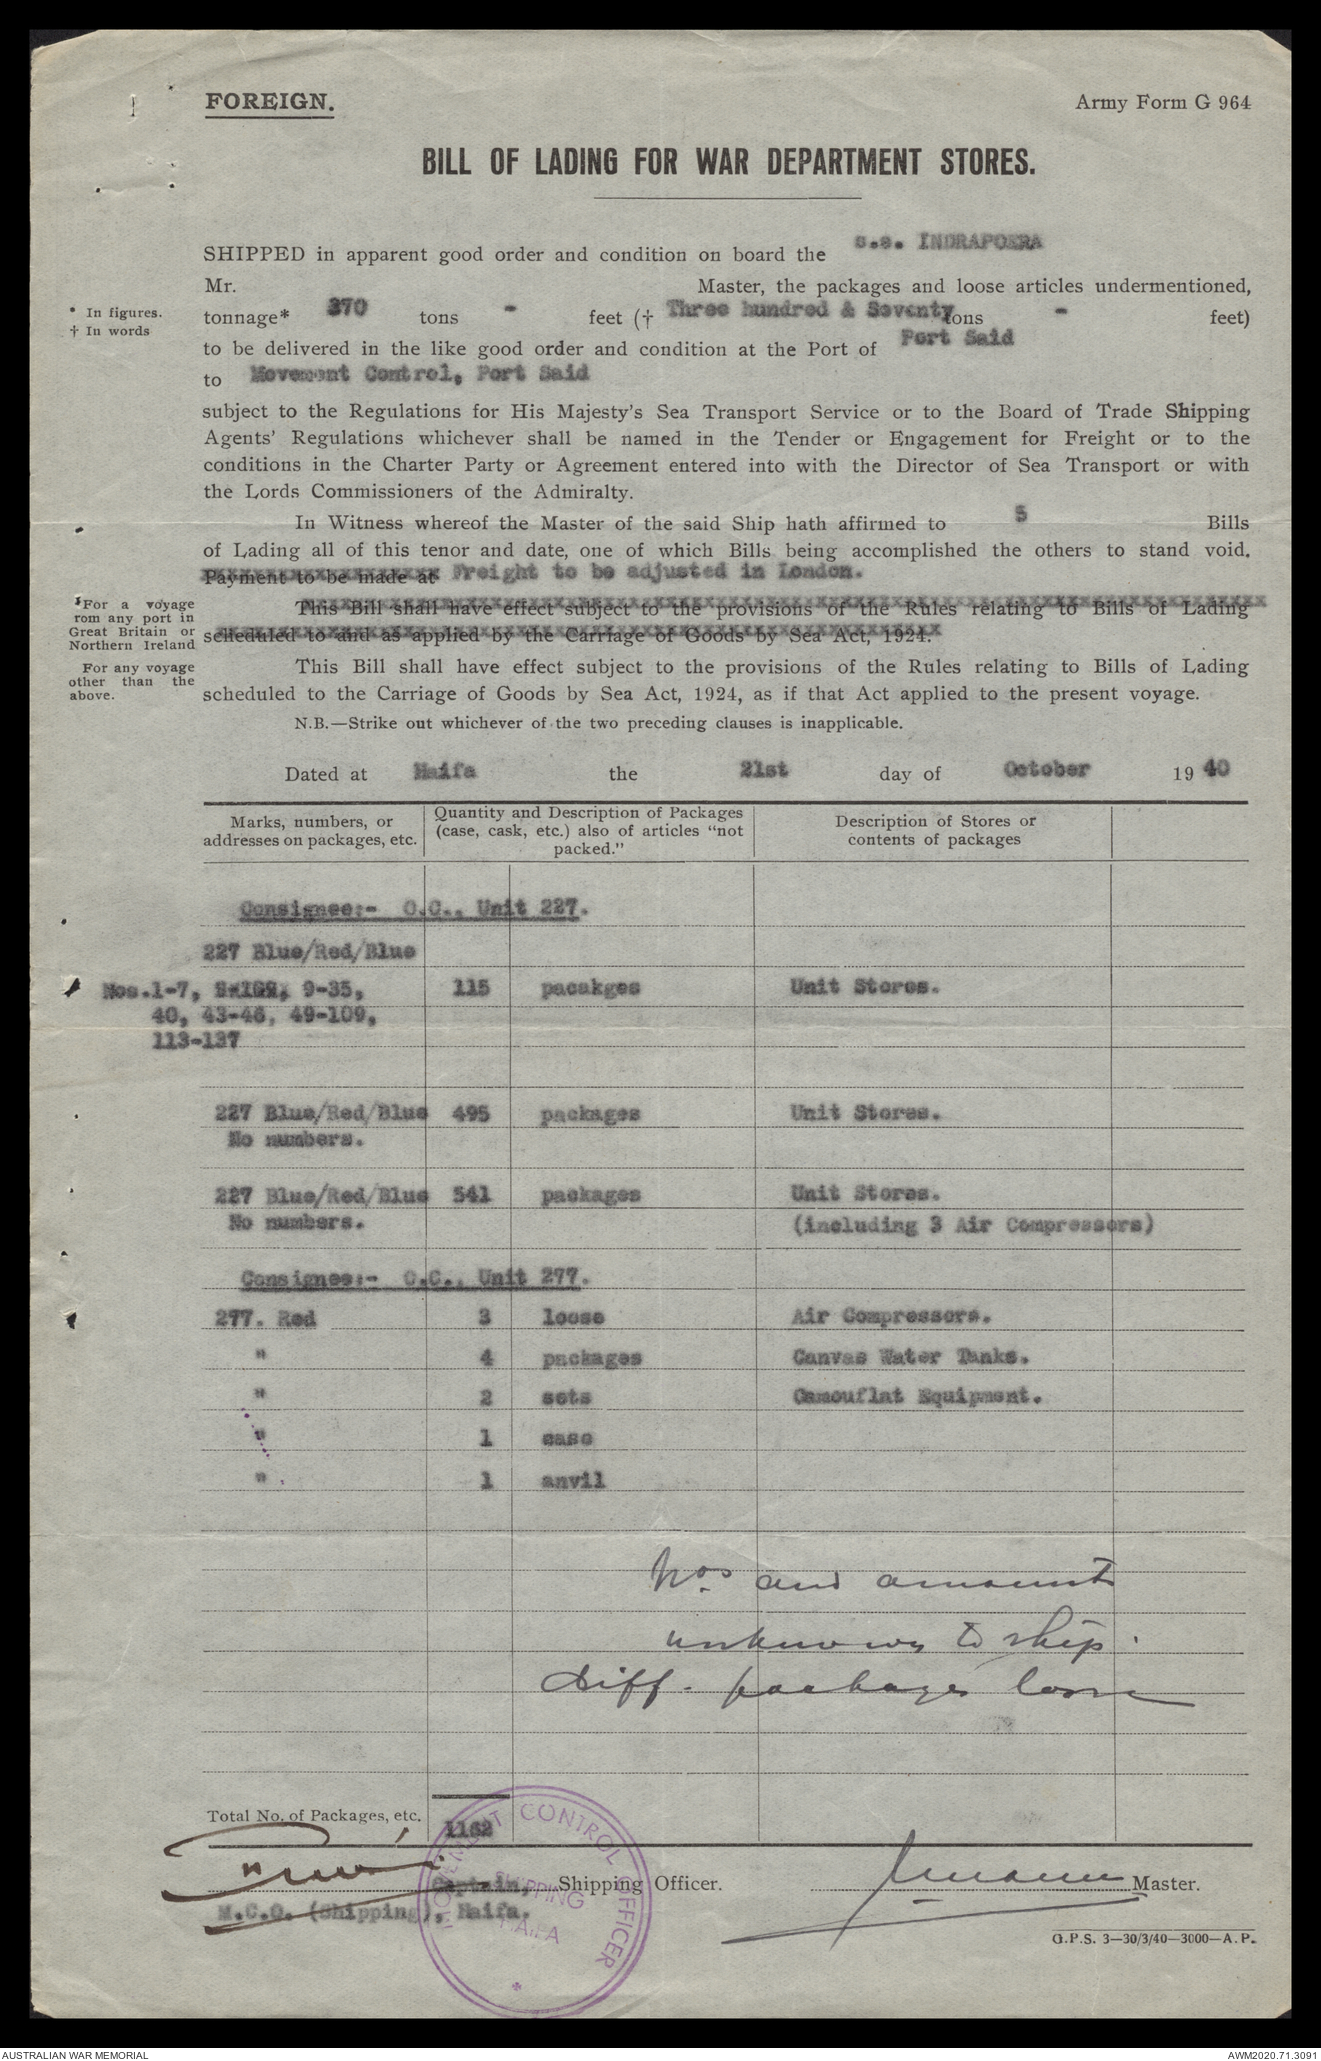 FOREIGN.
Army Form G 964
BILL OF LADING FOR WAR DEPARTMENT STORES.
SHIPPED in apparent good order and condition on board the s.s. INDRAPOERA
Mr. Master, the packages and loose articles undermentioned,
* In figures.
† In words
tonnage* 370 tons - feet († Three hundred & Seventy tons - feet)
to be delivered in the like good order and condition at the Port of Port Said
to Movement Control, Port Said
subject to the Regulations for His Majesty's Sea Transport Service or to the Board of Trade Shipping
Agents' Regulations whichever shall be named in the Tender or Engagement for Freight or to the
conditions in the Charter Party or Agreement entered into with the Director of Sea Transport or with
the Lords Commissioners of the Admiralty.
In Witness whereof the Master of the said Ship hath affirmed to 5 Bills
of Lading all of this tenor and date, one of which Bills being accomplished the others to stand void.
Payment to be made at Freight to be adjusted in London.
*For a voyage
rom any port in
Great Britain or
Northern Ireland
This Bill shall have effect subject to the provisions of the Rules relating to Bills of Lading
scheduled to and as applied by the Carriage of Goods by Sea Act, 1924.
For any voyage
other than the
above.
This Bill shall have effect subject to the provisions of the Rules relating to Bills of Lading
scheduled to the Carriage of Goods by Sea Act, 1924, as if that Act applied to the present voyage.
N.B.—Strike out whichever of the two preceding clauses is inapplicable.
Dated at Haifa the 21st day of October 19 40
Marks, numbers, or
addresses on packages, etc.
Quantity and Description of Packages
(case, cask, etc.) also of articles "not
packed."
Description of Stores or
contents of packages
Consignee:- O.C., Unit 227.
227 Blue/Red/Blue
Nos.1-7, 9-35, 115 pacakges Unit Stores.
40, 43-46, 49-109,
113-137
227 Blue/Red/Blue 495 packages Unit Stores.
No numbers.
227 Blue/Red/Blue 541 packages Unit Stores.
No numbers. (including 3 Air Compressors)
Consignee:- O.C., Unit 277.
277. Red 3 loose Air Compressors.
" 4 packages Canvas Water Tanks.
" 2 sets Camouflat Equipment.
" 1 case
" 1 anvil
Nos. and amount
unknown to ship.
diff. packages loose
Total No. of Packages, etc. 1162
Captain, Shipping Officer.
Master.
M.C.O. (Shipping), Haifa.
MOVEMENT CONTROL OFFICER
SHIPPING
HAIFA
G.P.S. 3—30/3/40—3000—A.P.
AUSTRALIAN WAR MEMORIAL
AWM2020.71.3091